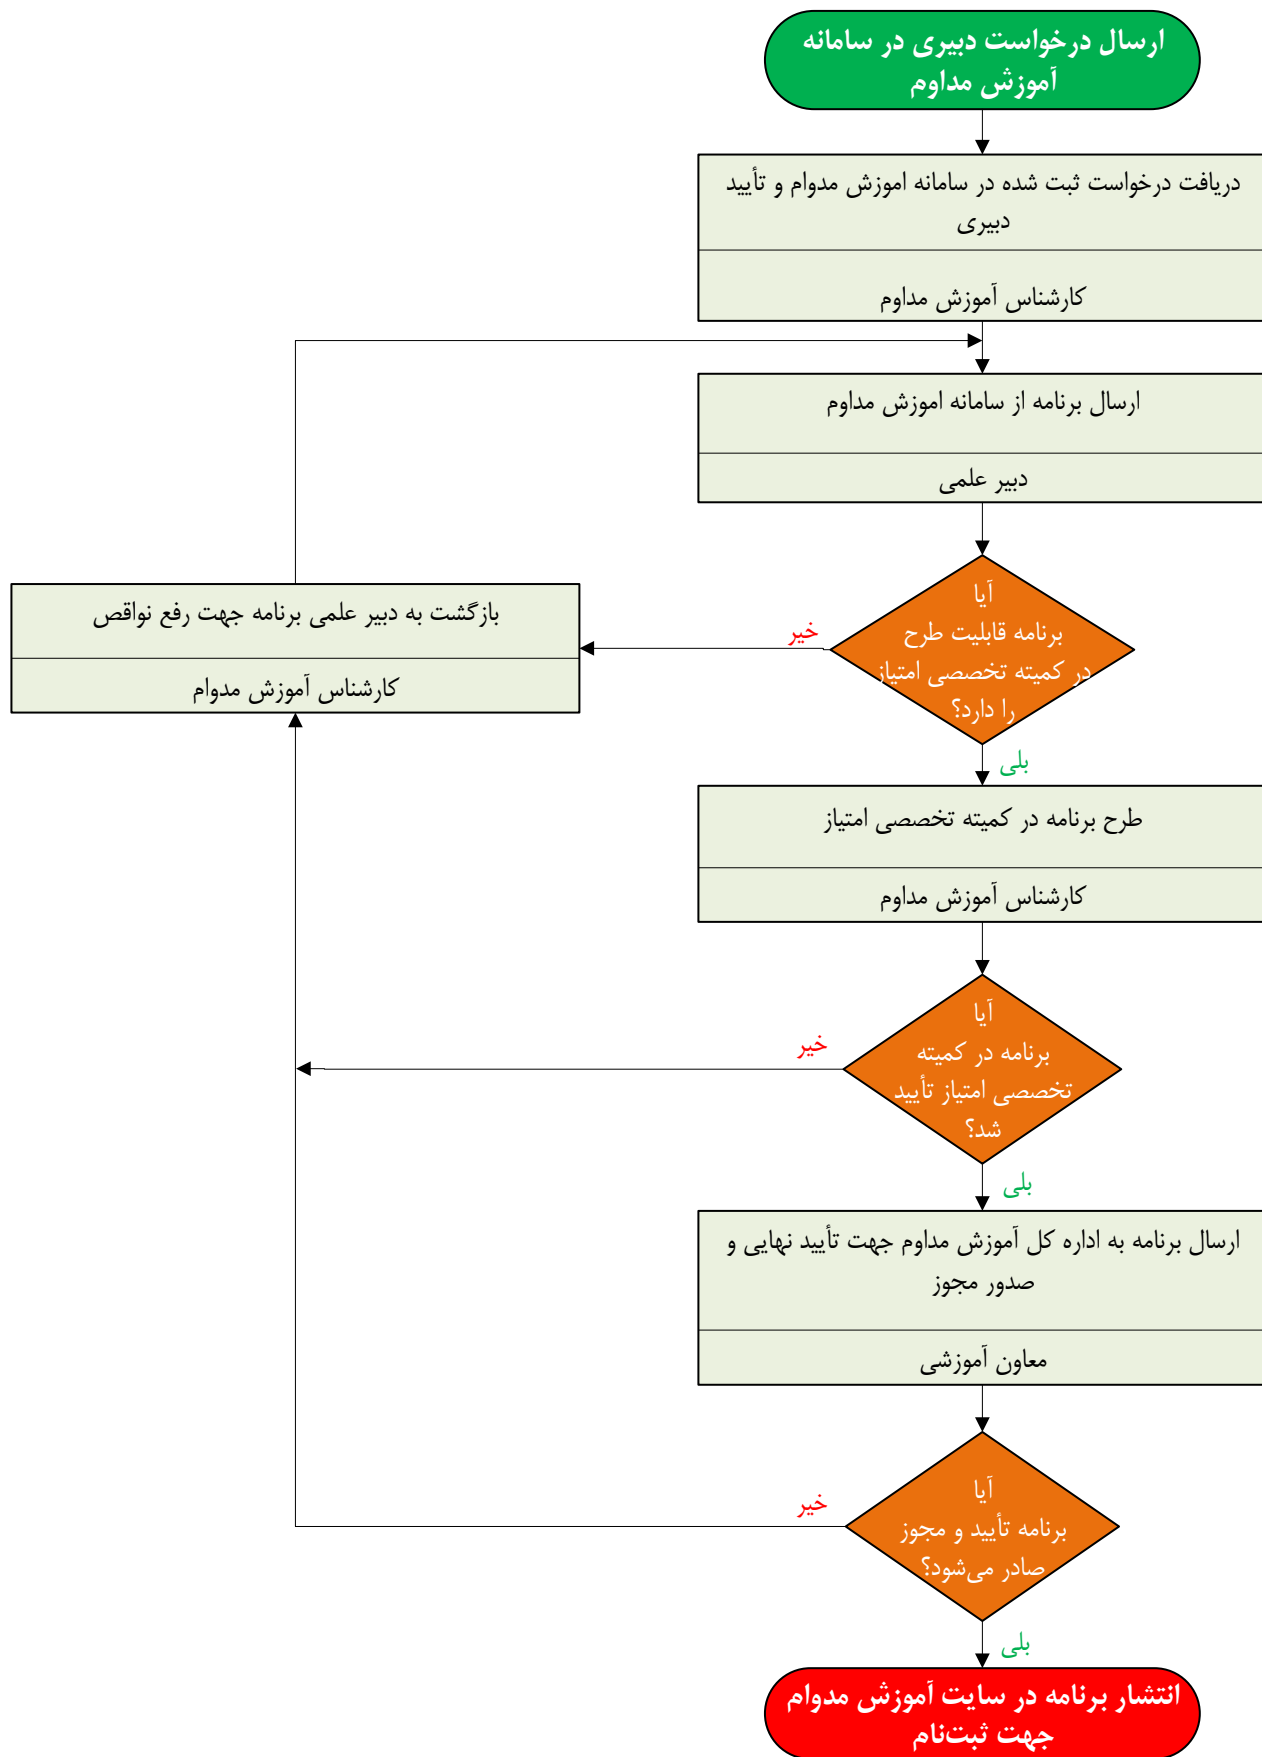 ارسال درخواست دبیری در سامانه
آموزش مداوم
دریافت درخواست ثبت شده در سامانه اموزش مدوام و تأیید
دبیری
کارشناس آموزش مداوم
ارسال برنامه از سامانه اموزش مداوم
دبیر علمی
آیا
برنامه قابلیت طرح
در کمیته تخصصی امتیاز
را دارد؟
خیر
بازگشت به دبیر علمی برنامه جهت رفع نواقص
کارشناس آموزش مدوام
بلی
طرح برنامه در کمیته تخصصی امتیاز
کارشناس آموزش مداوم
آیا
برنامه در کمیته
تخصصی امتیاز تأیید
شد؟
خیر
بلی
ارسال برنامه به اداره کل آموزش مداوم جهت تأیید نهایی و
صدور مجوز
معاون آموزشی
آیا
برنامه تأیید و مجوز
صادر می‌شود؟
خیر
بلی
انتشار برنامه در سایت آموزش مدوام
جهت ثبت‌نام